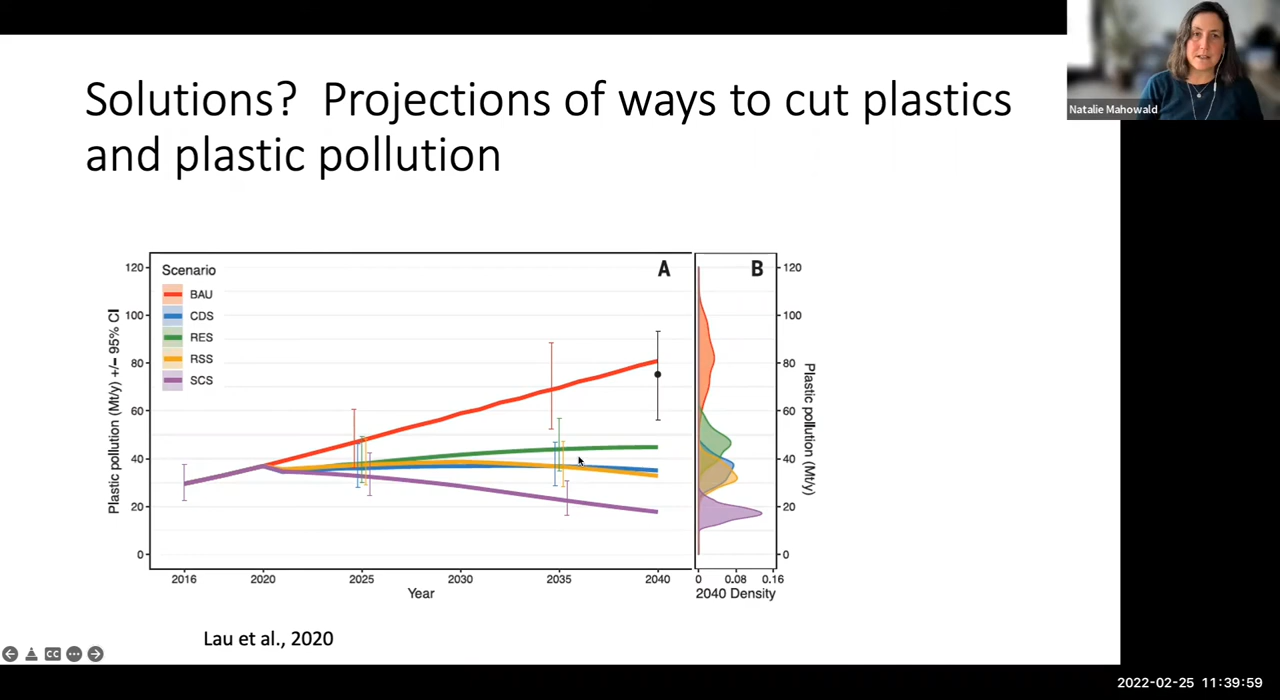 Natalie Mahowald
Solutions?  Projections of ways to cut plastics
and plastic pollution
Plastic pollution (Mt/y) +/− 95% CI
120
100
80
60
40
20
0
Scenario
BAU
CDS
RES
RSS
SCS
A
2016
2020
2025
2030
2035
2040
Year
B
120
100
80
60
40
20
0
Plastic pollution (Mt/y)
0
0.08
0.16
2040 Density
Lau et al., 2020
CC
2022-02-25  11:39:59